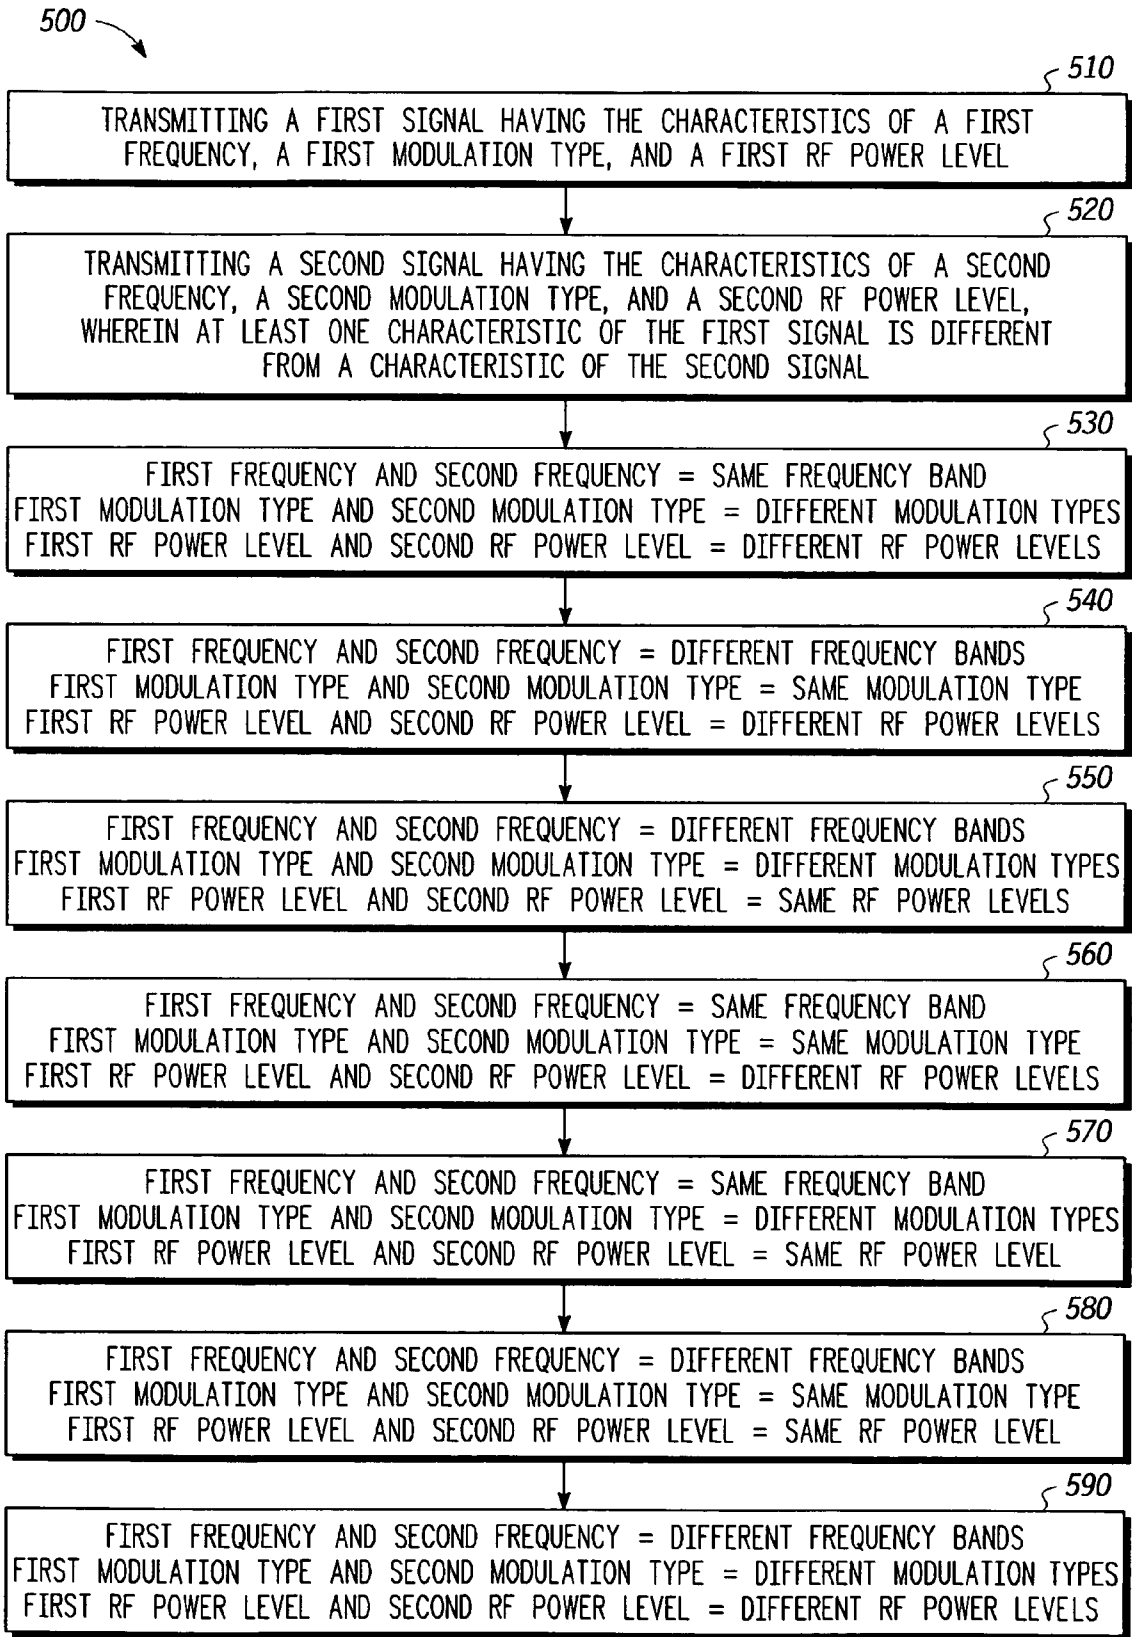 500
510
TRANSMITTING A FIRST SIGNAL HAVING THE CHARACTERISTICS OF A FIRST
FREQUENCY, A FIRST MODULATION TYPE, AND A FIRST RF POWER LEVEL
520
TRANSMITTING A SECOND SIGNAL HAVING THE CHARACTERISTICS OF A SECOND
FREQUENCY, A SECOND MODULATION TYPE, AND A SECOND RF POWER LEVEL,
WHEREIN AT LEAST ONE CHARACTERISTIC OF THE FIRST SIGNAL IS DIFFERENT
FROM A CHARACTERISTIC OF THE SECOND SIGNAL
530
FIRST FREQUENCY AND SECOND FREQUENCY = SAME FREQUENCY BAND
FIRST MODULATION TYPE AND SECOND MODULATION TYPE = DIFFERENT MODULATION TYPES
FIRST RF POWER LEVEL AND SECOND RF POWER LEVEL = DIFFERENT RF POWER LEVELS
540
FIRST FREQUENCY AND SECOND FREQUENCY = DIFFERENT FREQUENCY BANDS
FIRST MODULATION TYPE AND SECOND MODULATION TYPE = SAME MODULATION TYPE
FIRST RF POWER LEVEL AND SECOND RF POWER LEVEL = DIFFERENT RF POWER LEVELS
550
FIRST FREQUENCY AND SECOND FREQUENCY = DIFFERENT FREQUENCY BANDS
FIRST MODULATION TYPE AND SECOND MODULATION TYPE = DIFFERENT MODULATION TYPES
FIRST RF POWER LEVEL AND SECOND RF POWER LEVEL = SAME RF POWER LEVELS
560
FIRST FREQUENCY AND SECOND FREQUENCY = SAME FREQUENCY BAND
FIRST MODULATION TYPE AND SECOND MODULATION TYPE = SAME MODULATION TYPE
FIRST RF POWER LEVEL AND SECOND RF POWER LEVEL = DIFFERENT RF POWER LEVELS
570
FIRST FREQUENCY AND SECOND FREQUENCY = SAME FREQUENCY BAND
FIRST MODULATION TYPE AND SECOND MODULATION TYPE = DIFFERENT MODULATION TYPES
FIRST RF POWER LEVEL AND SECOND RF POWER LEVEL = SAME RF POWER LEVEL
580
FIRST FREQUENCY AND SECOND FREQUENCY = DIFFERENT FREQUENCY BANDS
FIRST MODULATION TYPE AND SECOND MODULATION TYPE = SAME MODULATION TYPE
FIRST RF POWER LEVEL AND SECOND RF POWER LEVEL = SAME RF POWER LEVEL
590
FIRST FREQUENCY AND SECOND FREQUENCY = DIFFERENT FREQUENCY BANDS
FIRST MODULATION TYPE AND SECOND MODULATION TYPE = DIFFERENT MODULATION TYPES
FIRST RF POWER LEVEL AND SECOND RF POWER LEVEL = DIFFERENT RF POWER LEVELS